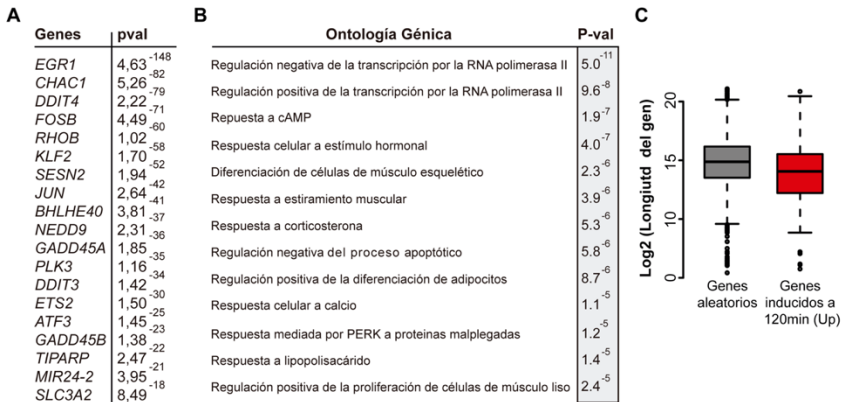 A
Genes pval
EGR1 4,63-148
CHAC1 5,26-82
DDIT4 2,22-79
FOSB 4,49-71
RHOB 1,02-60
KLF2 1,70-58
SESN2 1,94-52
JUN 2,64-42
BHLHE40 3,81-41
NEDD9 2,31-37
GADD45A 1,85-36
PLK3 1,16-35
DDIT3 1,42-34
ETS2 1,50-30
ATF3 1,45-25
GADD45B 1,38-23
TIPARP 2,47-22
MIR24-2 3,95-21
SLC3A2 8,49-18
B
Ontología Génica P-val
Regulación negativa de la transcripción por la RNA polimerasa II 5.0-11
Regulación positiva de la transcripción por la RNA polimerasa II 9.6-8
Repuesta a cAMP 1.9-7
Respuesta celular a estímulo hormonal 4.0-7
Diferenciación de células de músculo esquelético 2.3-6
Respuesta a estiramiento muscular 3.9-6
Respuesta a corticosterona 5.3-6
Regulación negativa del proceso apoptótico 5.8-6
Regulación positiva de la diferenciación de adipocitos 8.7-6
Respuesta celular a calcio 1.1-5
Respuesta mediada por PERK a proteinas malplegadas 1.2-5
Respuesta a lipopolisacárido 1.4-5
Regulación positiva de la proliferación de células de músculo liso 2.4-5
C
Log2 (Longiutd del gen)
20
15
10
0
Genes aleatorios
Genes inducidos a 120min (Up)